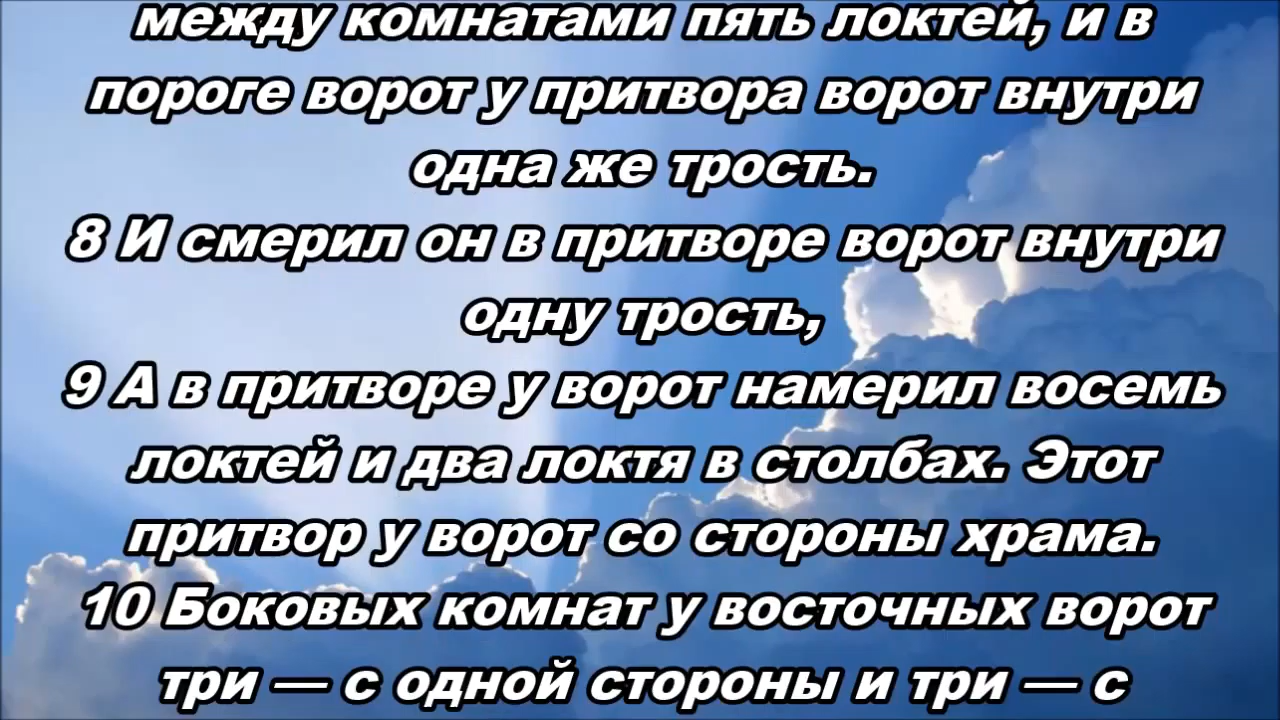 между комнатами пять локтей, и в
пороге ворот у притвора ворот внутри
одна же трость.
8 И смерил он в притворе ворот внутри
одну трость,
9 А в притворе у ворот намерил восемь
локтей и два локтя в столбах. Этот
притвор у ворот со стороны храма.
10 Боковых комнат у восточных ворот
три — с одной стороны и три — с